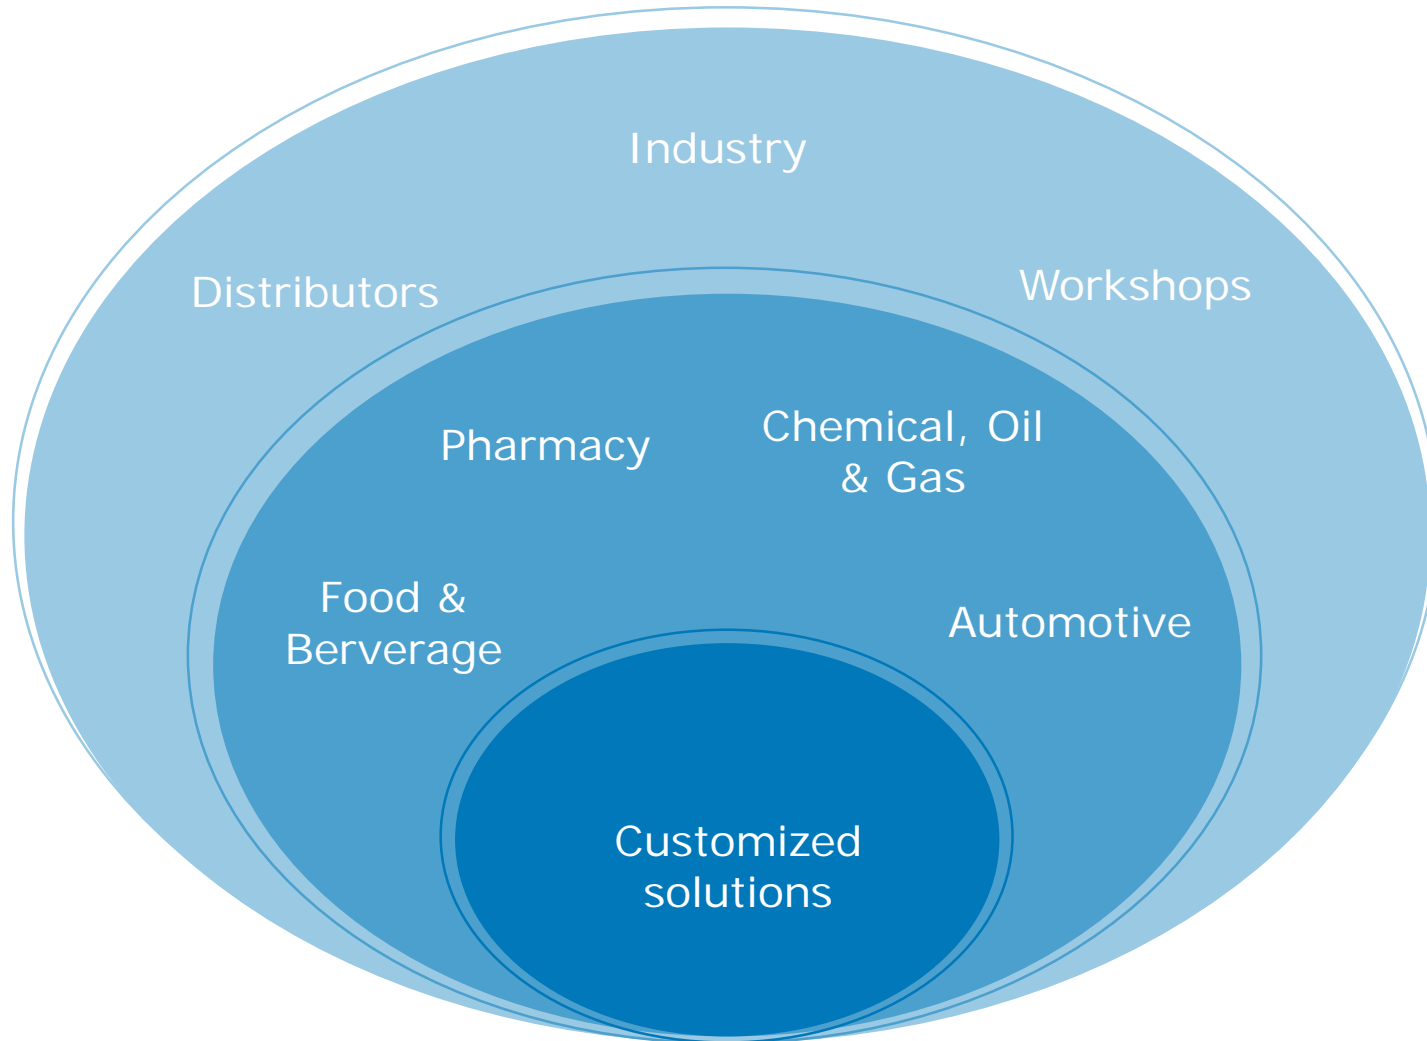 Industry
Distributors
Workshops
Pharmacy
Chemical, Oil
& Gas
Food &
Berverage
Automotive
Customized
solutions